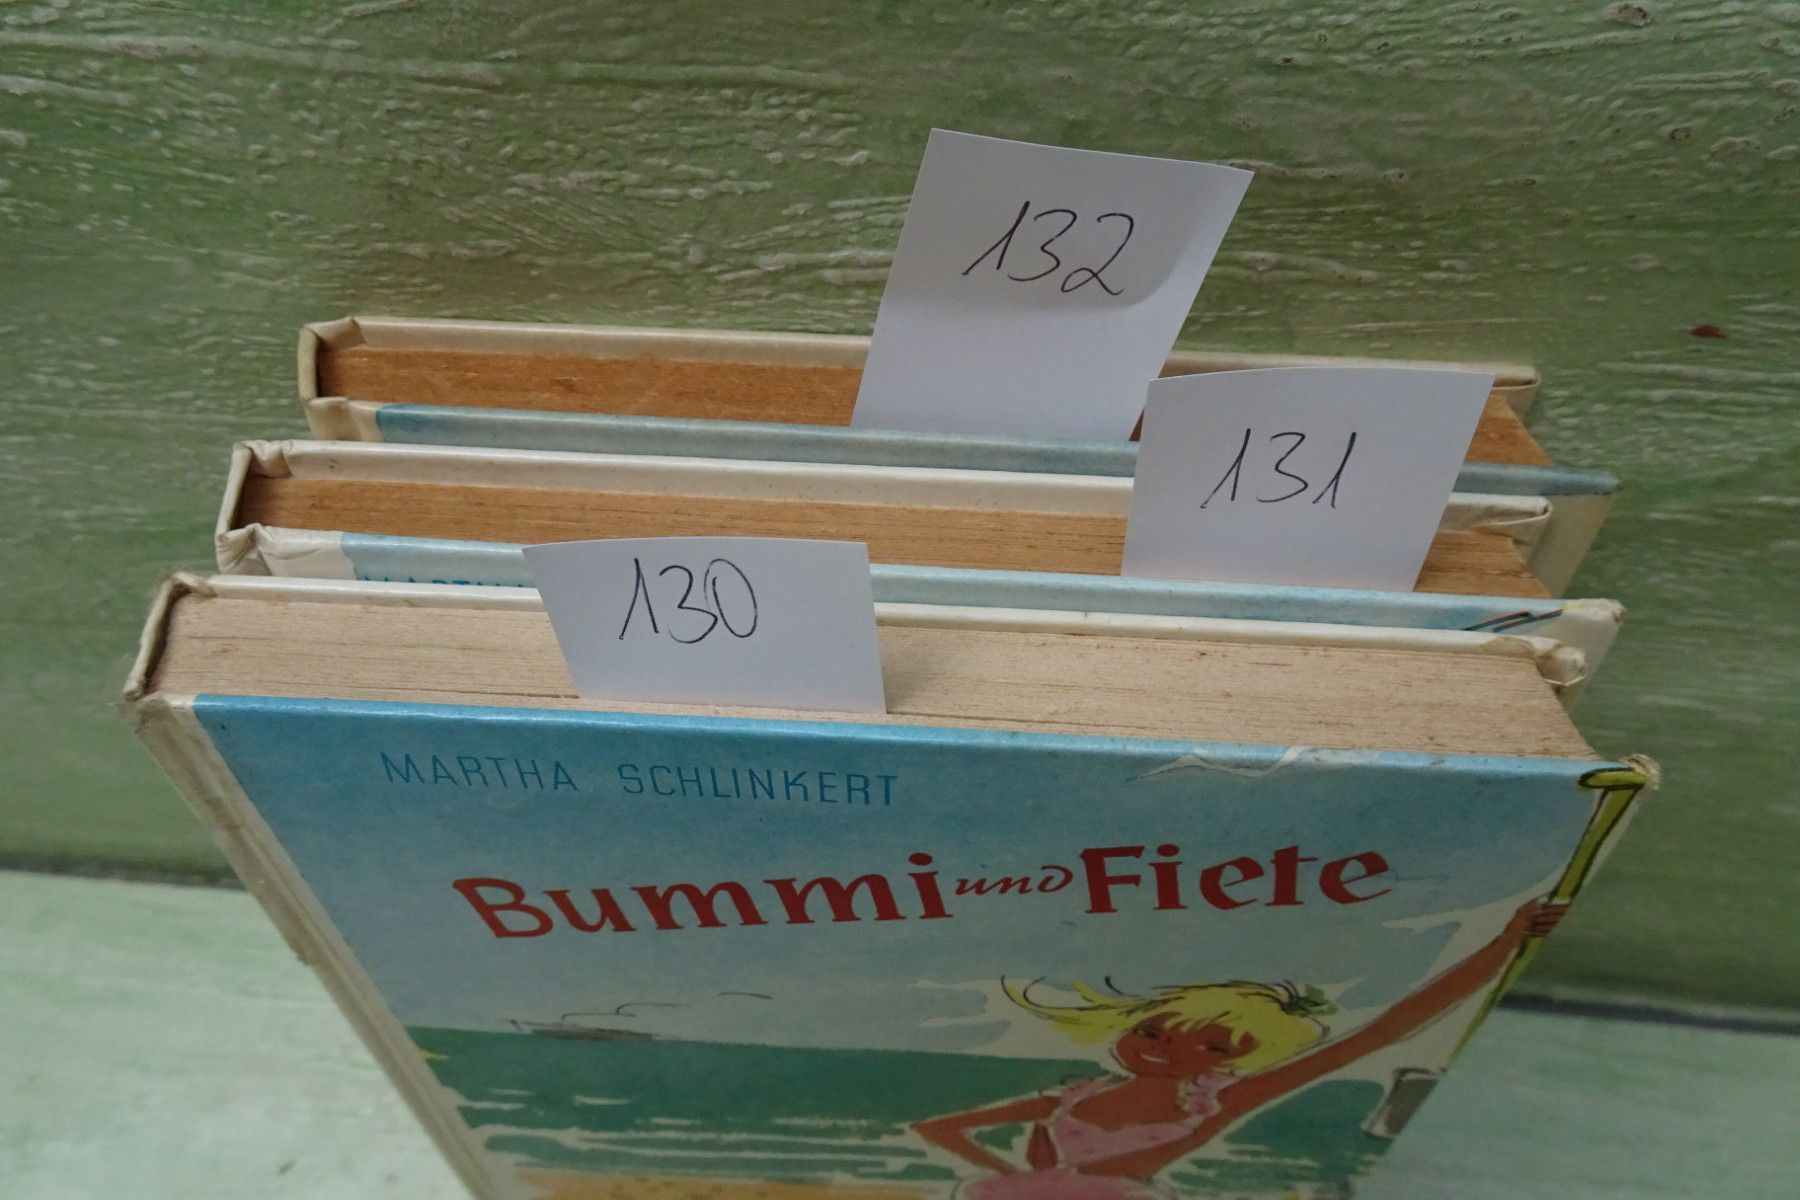 132
131
130
MARTHA SCHLINKERT
Bummi und Fiete